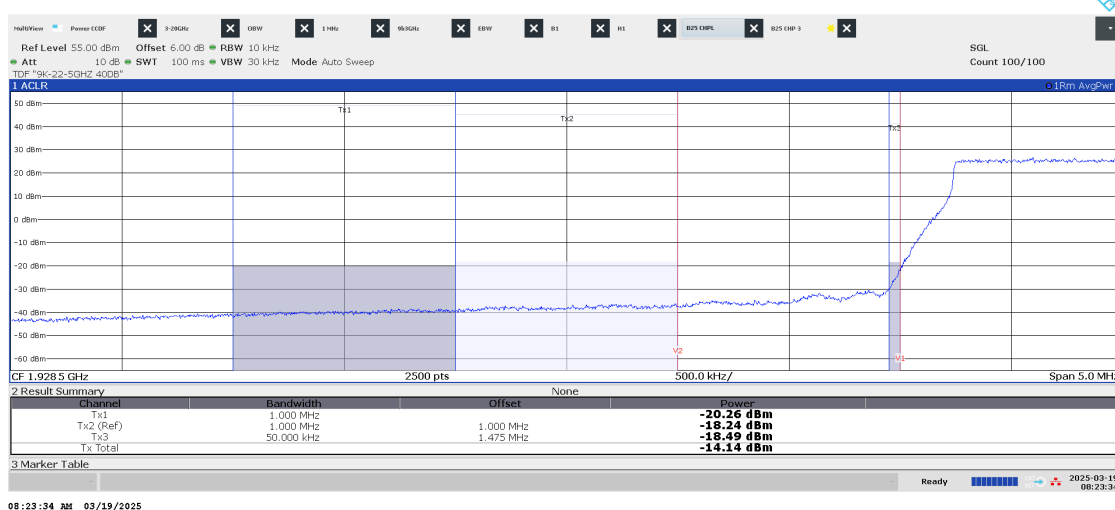 MultiView Power CCDF 3-20GHz OBW 1 MHz 9k3GHz EBW B1 H1 B25 CHPL B25 CHP 3
Ref Level 55.00 dBm Offset 6.00 dB RBW 10 kHz SGL
Att 10 dB SWT 100 ms VBW 30 kHz Mode Auto Sweep Count 100/100
TDF "9K-22-5GHZ 40DB"
1 ACLR 1Rm AvgPwr
50 dBm
Tx1
Tx2
40 dBm
Tx3
30 dBm
20 dBm
10 dBm
0 dBm
-10 dBm
-20 dBm
-30 dBm
-40 dBm
-50 dBm
V2
-60 dBm
V1
CF 1.9285 GHz 2500 pts 500.0 kHz/ Span 5.0 MHz
2 Result Summary None
Channel Bandwidth Offset Power
Tx1 1.000 MHz -20.26 dBm
Tx2 (Ref) 1.000 MHz 1.000 MHz -18.24 dBm
Tx3 50.000 kHz 1.475 MHz -18.49 dBm
Tx Total -14.14 dBm
3 Marker Table
Ready 2025-03-19
08:23:34
08:23:34 AM 03/19/2025